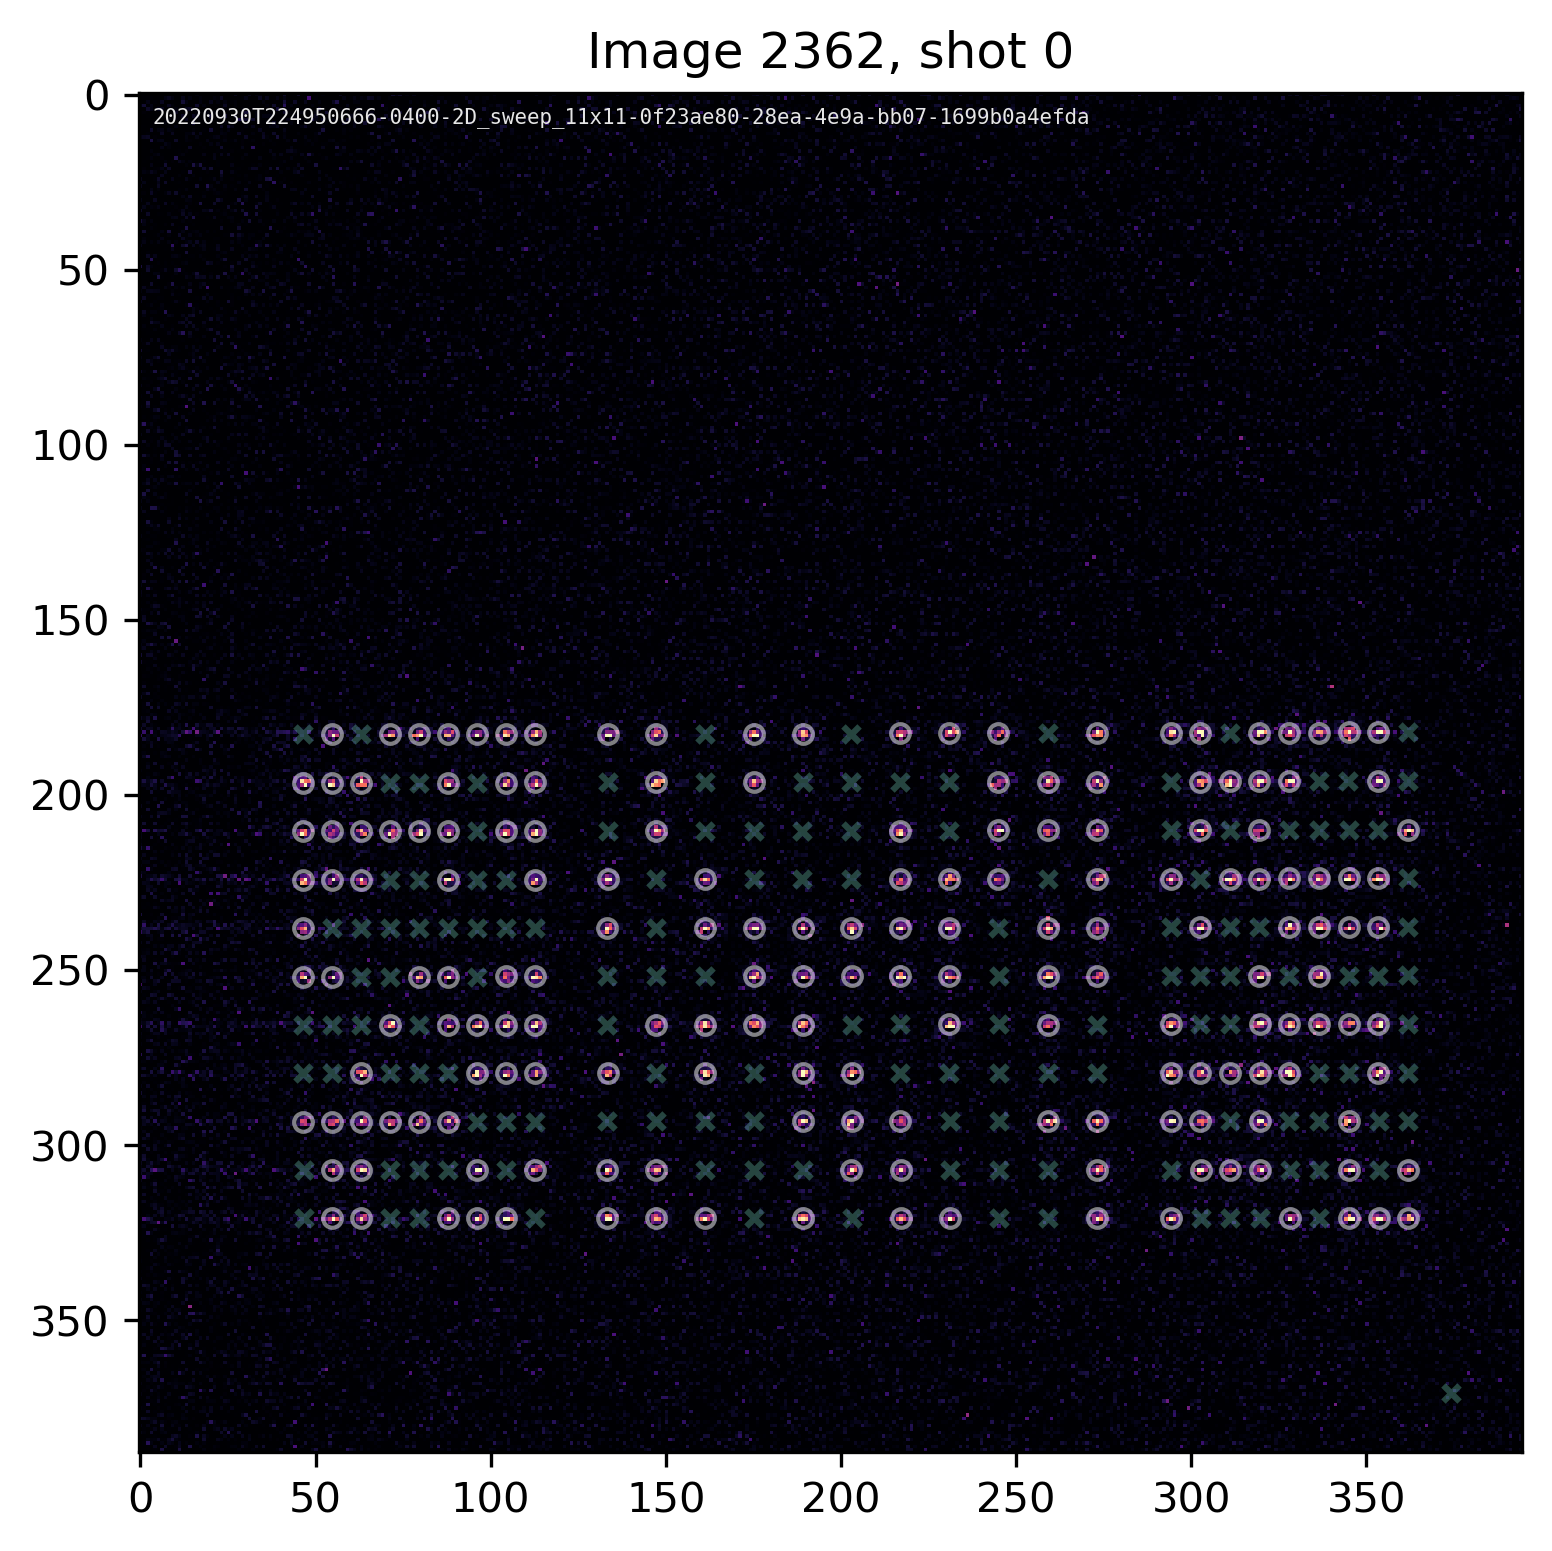 Image 2362, shot 0
20220930T224950666-0400-2D_sweep_11x11-0f23ae80-28ea-4e9a-bb07-1699b0a4efda
0
50
100
150
200
250
300
350
0 50 100 150 200 250 300 350